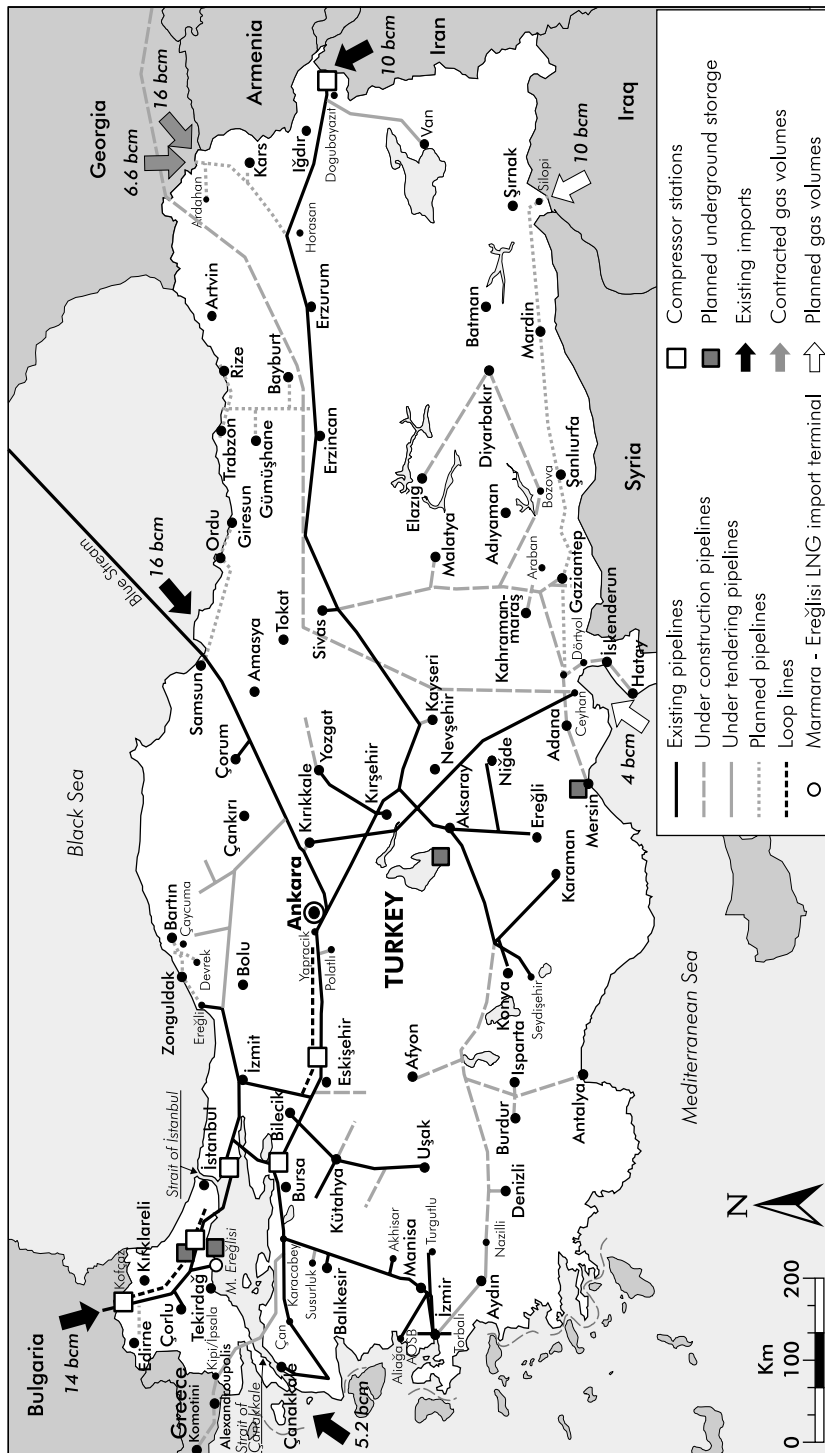 Black Sea
Blue Stream
16 bcm
Georgia
6.6 bcm
16 bcm
Armenia
10 bcm
Iran
Iraq
10 bcm
Syria
4 bcm
Mediterranean Sea
5.2 bcm
Greece
14 bcm
Bulgaria
TURKEY
Ankara
Komotini
Alexandroupolis
Kipi/İpsala
Strait of
Çanakkale
Edirne
Kofcaz
Kırklareli
Çorlu
Tekirdağ
M. Ereğlisi
Strait of İstanbul
İstanbul
Çanakkale
Çan
Karacabey
Susurluk
Balıkesir
Bursa
Bilecik
İzmit
Kütahya
Uşak
Eskişehir
Afyon
Akhisar
Turgutlu
Manisa
Aliağa
AOSB
İzmir
Torbalı
Aydın
Nazilli
Denizli
Burdur
Isparta
Antalya
Zonguldak
Ereğlin
Devrek
Çaycuma
Bartın
Bolu
Yapracik
Polatlı
Konya
Seydişehir
Karaman
Ereğli
Aksaray
Niğde
Mersin
Adana
Ceyhan
Dörtyol
İskenderun
Hatay
Çankırı
Çorum
Kırıkkale
Kırşehir
Yozgat
Nevşehir
Kayseri
Samsun
Amasya
Tokat
Sivas
Ordu
Giresun
Trabzon
Gümüşhane
Rize
Bayburt
Artvin
Ardahan
Kars
Iğdır
Dogubayazıt
Horasan
Erzurum
Erzincan
Van
Şırnak
Silopi
Batman
Mardin
Diyarbakır
Elazığ
Malatya
Adıyaman
Bozova
Şanlıurfa
Araban
Gaziantep
Kahraman-
maraş
N
Km
0 100 200
Existing pipelines
Under construction pipelines
Under tendering pipelines
Planned pipelines
Loop lines
Marmara - Ereğlisi LNG import terminal
Compressor stations
Planned underground storage
Existing imports
Contracted gas volumes
Planned gas volumes